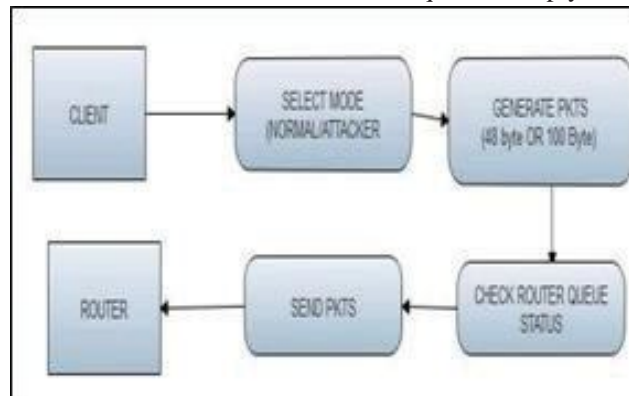 CLIENT
SELECT MODE
(NORMAL/ATTACKER
GENERATE PKTS
(48 byte OR 100 Byte)
CHECK ROUTER QUEUE
STATUS
SEND PKTS
ROUTER